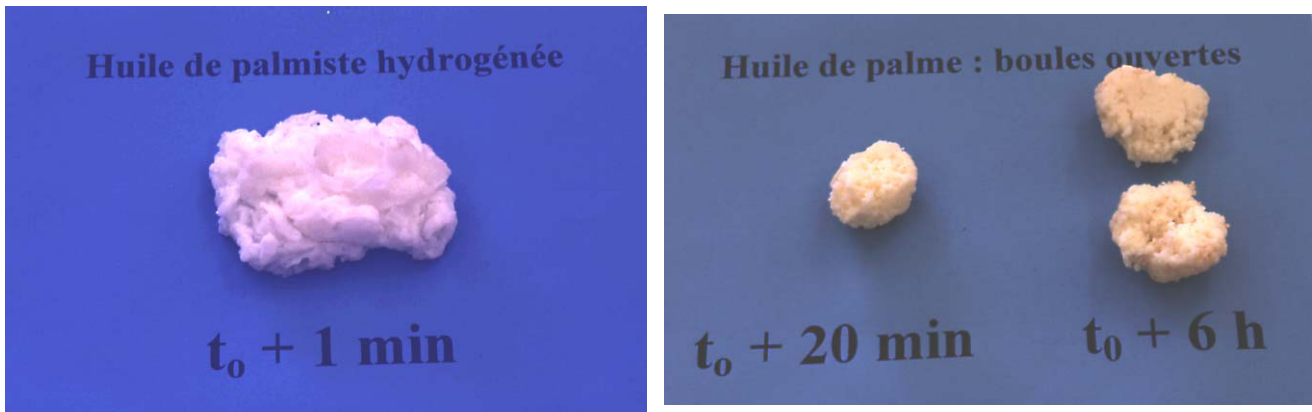 Huile de palmiste hydrogénée
t₀ + 1 min
Huile de palme : boules ouvertes
t₀ + 20 min
t₀ + 6 h